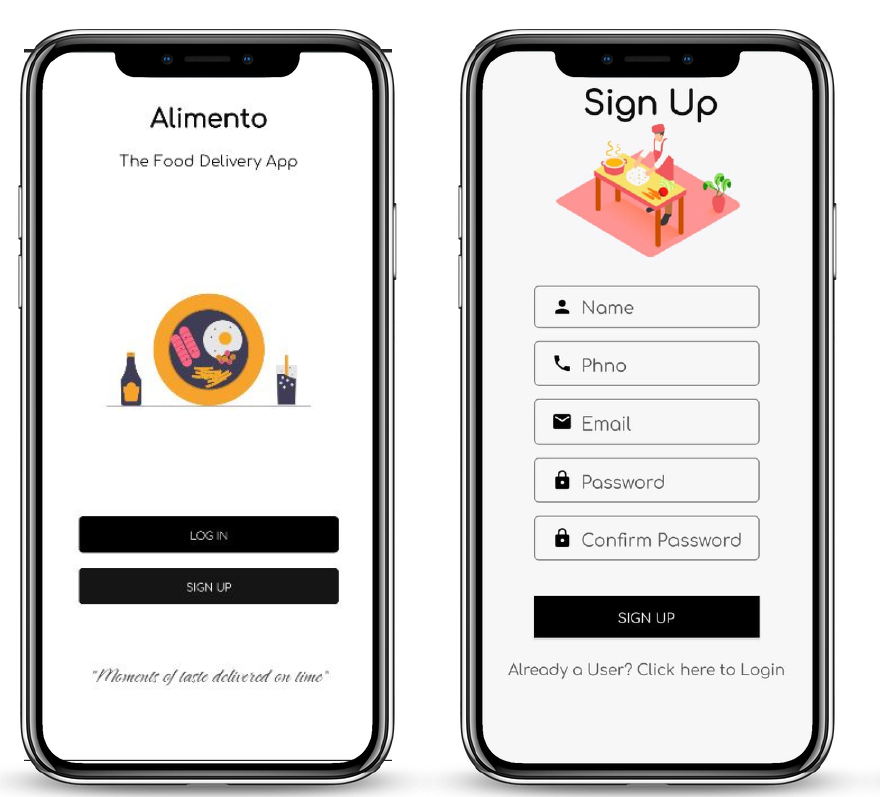 Alimento
The Food Delivery App
LOG IN
SIGN UP
"Moments of taste delivered on time"
Sign Up
Name
Phno
Email
Password
Confirm Password
SIGN UP
Already a User? Click here to Login